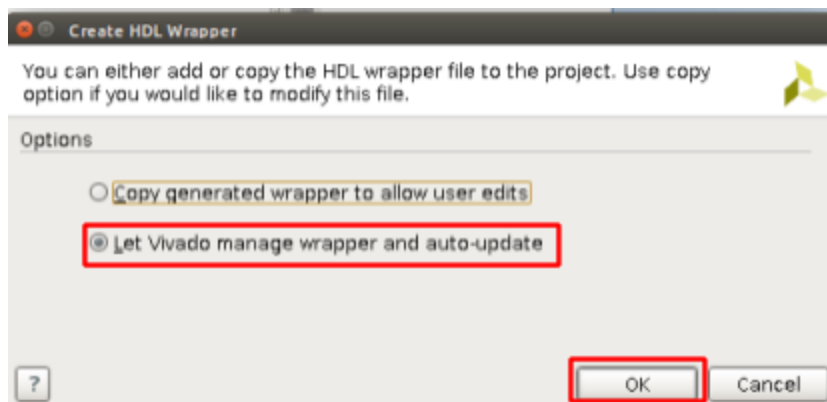 Create HDL Wrapper
You can either add or copy the HDL wrapper file to the project. Use copy
option if you would like to modify this file.
Options
Copy generated wrapper to allow user edits
Let Vivado manage wrapper and auto-update
?
OK
Cancel